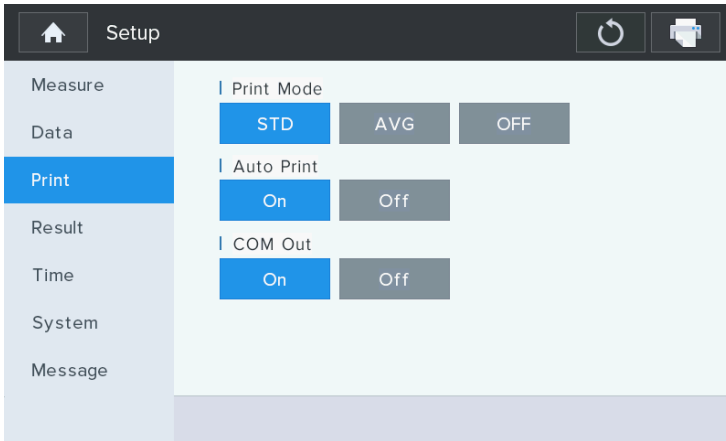 Setup
Measure
Data
Print
Result
Time
System
Message
Print Mode
STD AVG OFF
Auto Print
On Off
COM Out
On Off